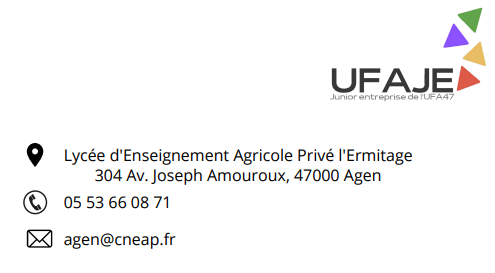 UFAJE
Junior entreprise de l'UFA47
Lycée d'Enseignement Agricole Privé l'Ermitage
304 Av. Joseph Amouroux, 47000 Agen
05 53 66 08 71
agen@cneap.fr